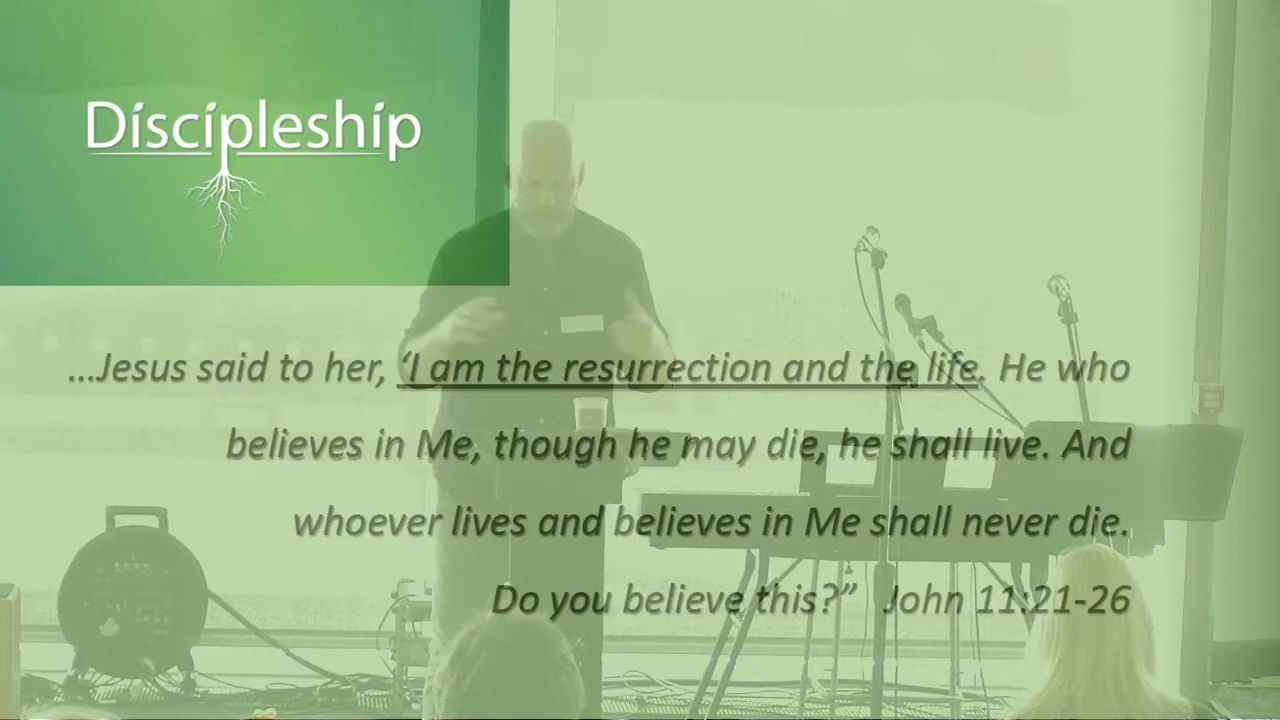 Discipleship
...Jesus said to her, ‘I am the resurrection and the life. He who
believes in Me, though he may die, he shall live. And
whoever lives and believes in Me shall never die.
Do you believe this?” John 11:21-26